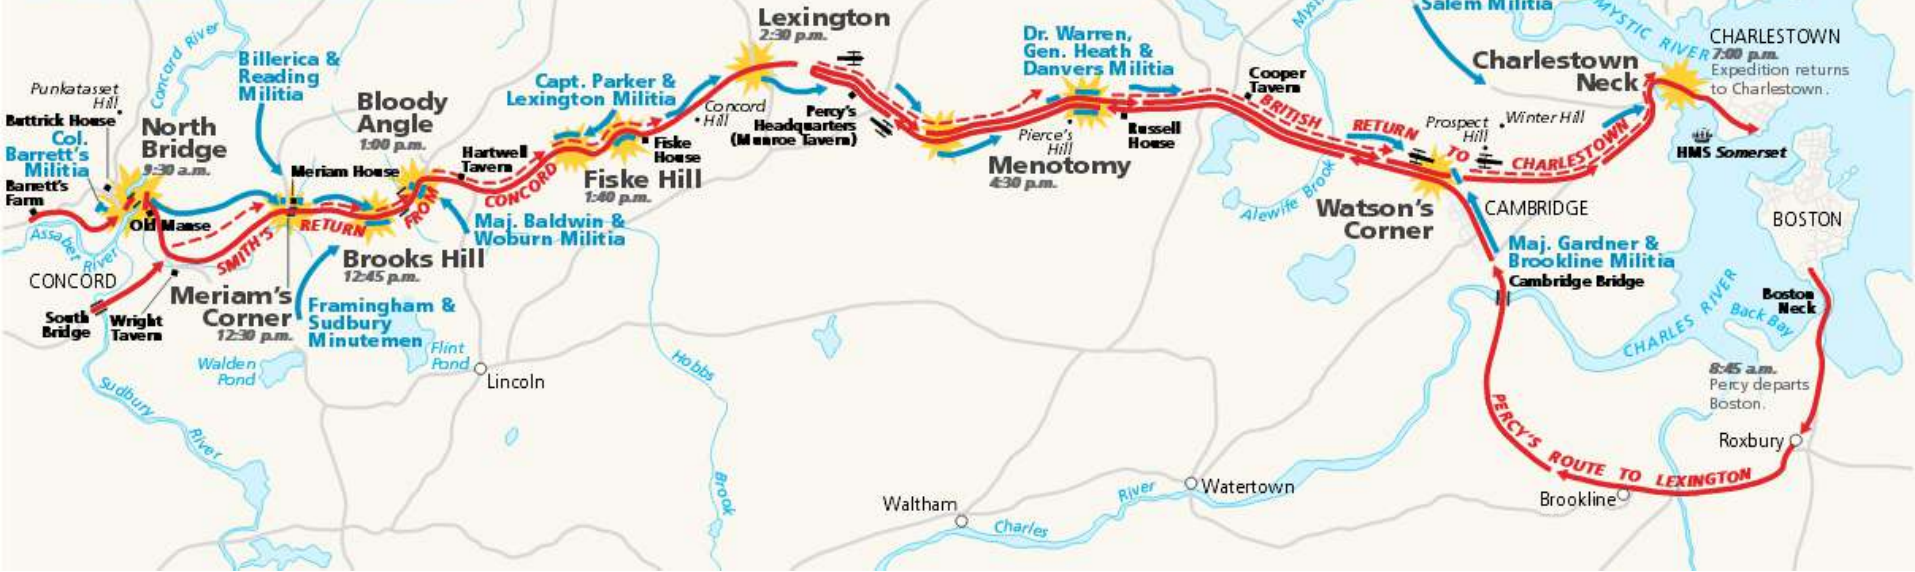 Concord River
Punkatasset
Hill
Buttrick House
Col.
Barrett's
Militia
Barrett's
Farm
Assabet River
CONCORD
South
Bridge
North
Bridge
9:30 a.m.
Old Manse
Wright
Tavern
Billerica &
Reading
Militia
Meriam House
SMITH'S RETURN FROM CONCORD
Meriam's
Corner
12:30 p.m.
Bloody
Angle
1:00 p.m.
Brooks Hill
12:45 p.m.
Framingham &
Sudbury
Minutemen
Walden
Pond
Flint
Pond
Lincoln
Sudbury River
Hartwell
Tavern
Maj. Baldwin &
Woburn Militia
Capt. Parker &
Lexington Militia
Fiske
House
Fiske Hill
1:40 p.m.
Concord
Hill
Lexington
2:30 p.m.
Percy's
Headquarters
(Munroe Tavern)
Hobbs Brook
Dr. Warren,
Gen. Heath &
Danvers Militia
Pierce's
Hill
Menotomy
4:30 p.m.
Russell
House
Cooper
Tavern
BRITISH RETURN TO CHARLESTOWN
Alewife Brook
Watson's
Corner
Prospect
Hill
Winter Hill
Salem Militia
MYSTIC RIVER
Charlestown
Neck
CHARLESTOWN
7:00 p.m.
Expedition returns
to Charlestown.
HMS Somerset
CAMBRIDGE
Maj. Gardner &
Brookline Militia
Cambridge Bridge
BOSTON
Boston
Neck
CHARLES RIVER
Back Bay
8:45 a.m.
Percy departs
Boston.
Roxbury
PERCY'S ROUTE TO LEXINGTON
Brookline
Watertown
Waltham
Charles River